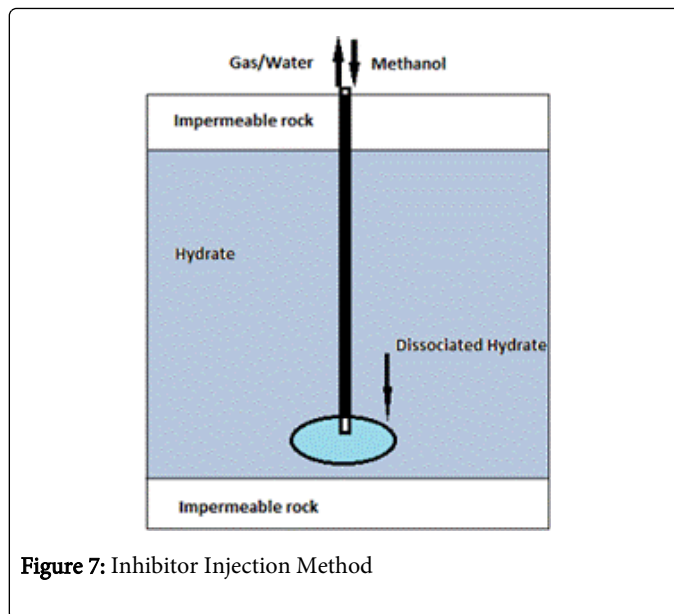 Gas/Water Methanol
Impermeable rock
Hydrate
Dissociated Hydrate
Impermeable rock
Figure 7: Inhibitor Injection Method